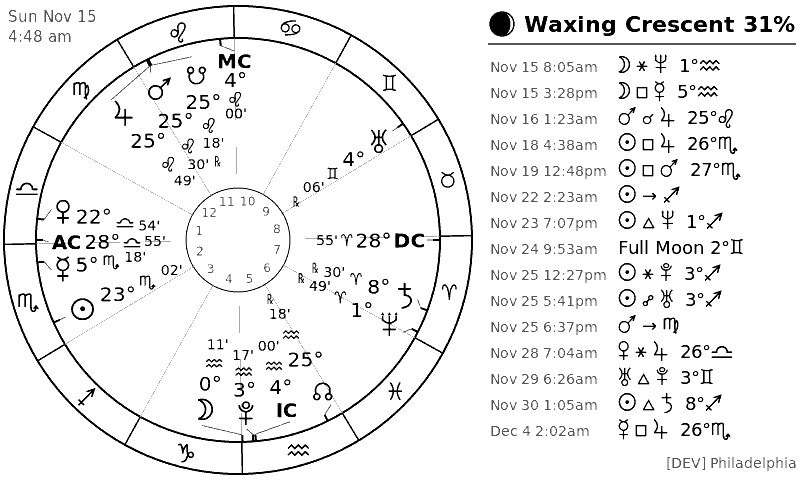 Sun Nov 15
4:48 am
MC
♂ ☋ 4° ♌ 00'
♃ 25° ♌ 49'
25° ♌ 30' ℞
25° ♌ 18'
♅ 4° ♊ 06' ℞
♀ 22° ♎ 54'
AC 28° ♎ 55'
☿ 5° ♏ 18'
☉ 23° ♏ 02'
55' ♈ 28° DC
℞ 30' ♈ 8° ♄
℞ 49' ♈ 1° ♆
℞
18'
11' 17' 00' ♒
♒ ♒ ♒ 25°
0° 3° 4°
☽ ♇ IC ☊
12 11 10 9
1 8
2 7
3 4 5 6
♌ ♋ ♊ ♉ ♈ ♓ ♒ ♑ ♐ ♏ ♎ ♍
Waxing Crescent 31%
Nov 15 8:05am ☽ ⚹ ♆ 1°♒
Nov 15 3:28pm ☽ □ ☿ 5°♒
Nov 16 1:23am ♂ ☌ ♃ 25°♌
Nov 18 4:38am ☉ □ ♃ 26°♏
Nov 19 12:48pm ☉ □ ♂ 27°♏
Nov 22 2:23am ☉ → ♐
Nov 23 7:07pm ☉ △ ♆ 1°♐
Nov 24 9:53am Full Moon 2°♊
Nov 25 12:27pm ☉ ⚹ ♇ 3°♐
Nov 25 5:41pm ☉ ☍ ♅ 3°♐
Nov 25 6:37pm ♂ → ♍
Nov 28 7:04am ♀ ⚹ ♃ 26°♎
Nov 29 6:26am ♅ △ ♇ 3°♊
Nov 30 1:05am ☉ △ ♄ 8°♐
Dec 4 2:02am ☿ □ ♃ 26°♏
[DEV] Philadelphia